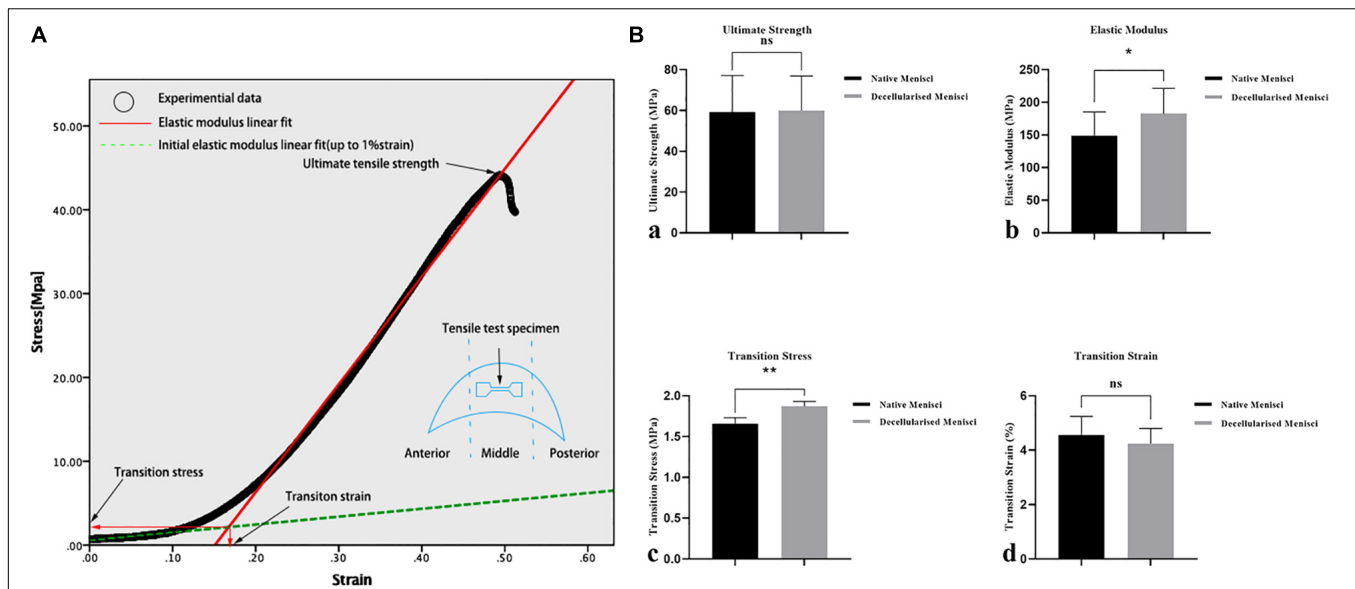 A
Experimential data
Elastic modulus linear fit
Initial elastic modulus linear fit(up to 1%strain)
Ultimate tensile strength
Stress[Mpa]
50.00
40.00
30.00
20.00
10.00
.00
Tensile test specimen
Anterior
Middle
Posterior
Transition stress
Transiton strain
.00
.10
.20
.30
.40
.50
.60
Strain
B
Ultimate Strength
ns
Ultimate Strength (MPa)
80
60
40
20
0
Native Menisci
Decellularised Menisci
a
Elastic Modulus
*
Elastic Modulus (MPa)
250
200
150
100
50
0
Native Menisci
Decellularised Menisci
b
Transition Stress
**
Transition Stress (MPa)
2.0
1.5
1.0
0.5
0.0
Native Menisci
Decellularised Menisci
c
Transition Strain
ns
Transition Strain (%)
6
4
2
0
Native Menisci
Decellularised Menisci
d